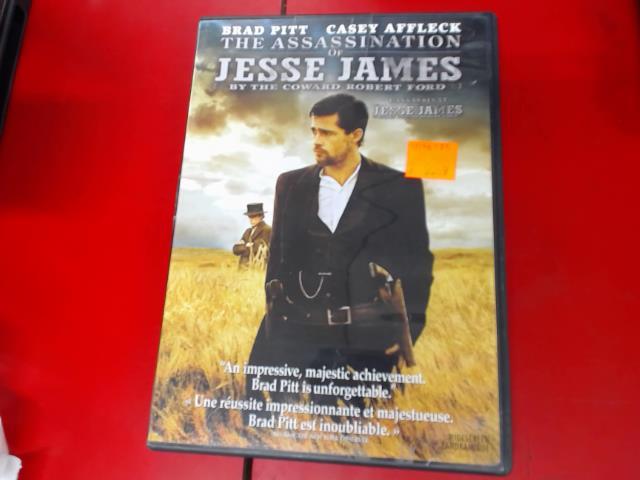 BRAD PITT CASEY AFFLECK
THE ASSASSINATION
OF
JESSE JAMES
BY THE COWARD ROBERT FORD
JESSE JAMES
"An impressive, majestic achievement.
Brad Pitt is unforgettable."
« Une réussite impressionnante et majestueuse.
Brad Pitt est inoubliable. »
WIDESCREEN